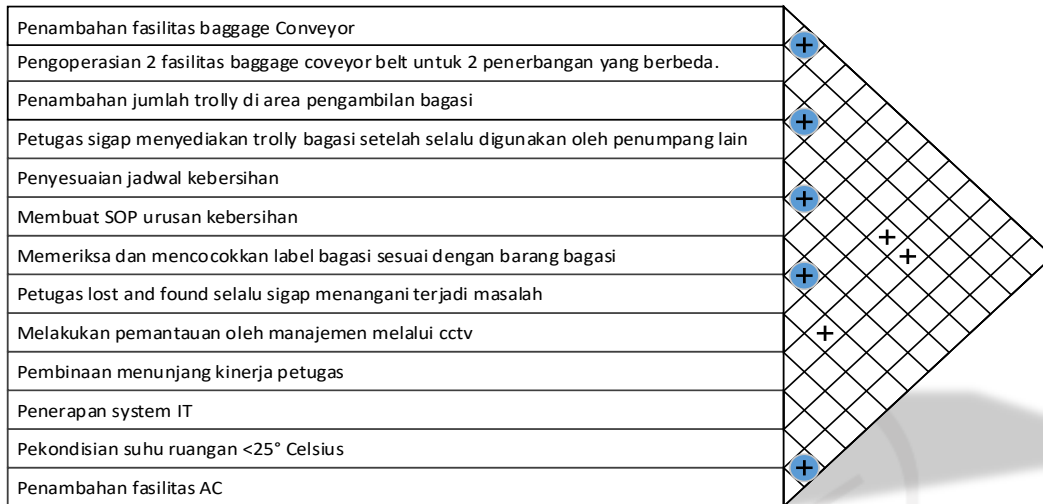 Penambahan fasilitas baggage Conveyor
+
Pengoperasian 2 fasilitas baggage coveyor belt untuk 2 penerbangan yang berbeda.
Penambahan jumlah trolly di area pengambilan bagasi
+
Petugas sigap menyediakan trolly bagasi setelah selalu digunakan oleh penumpang lain
Penyesuaian jadwal kebersihan
+
Membuat SOP urusan kebersihan
+
Memeriksa dan mencocokkan label bagasi sesuai dengan barang bagasi
+
+
Petugas lost and found selalu sigap menangani terjadi masalah
Melakukan pemantauan oleh manajemen melalui cctv
+
Pembinaan menunjang kinerja petugas
Penerapan system IT
Pekondisian suhu ruangan <25° Celsius
+
Penambahan fasilitas AC